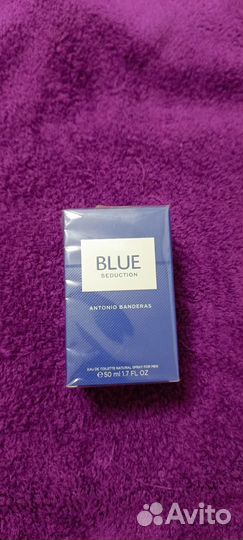 BLUE
SEDUCTION
ANTONIO BANDERAS
EAU DE TOILETTE NATURAL SPRAY FOR MEN
℮ 50 ml 1.7 FL OZ
Avito